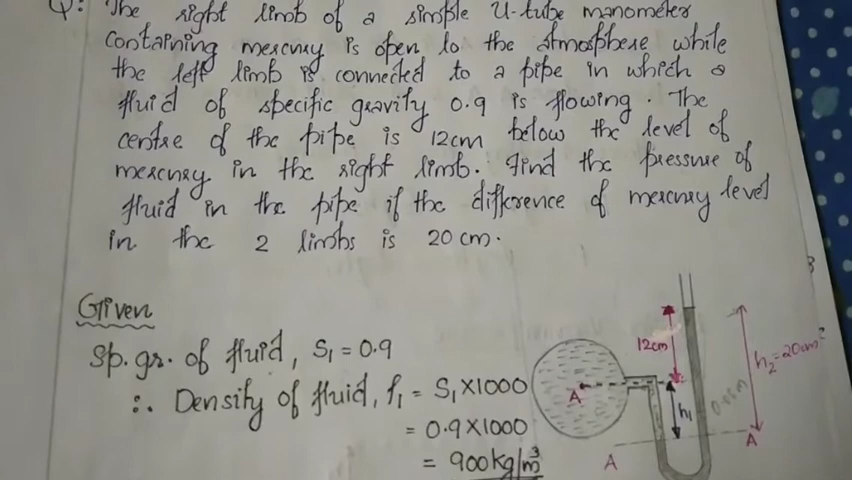 Q: The right limb of a simple U-tube manometer
containing mercury is open to the atmosphere while
the left limb is connected to a pipe in which a
fluid of specific gravity 0.9 is flowing. The
centre of the pipe is 12cm below the level of
mercury in the right limb. Find the pressure of
fluid in the pipe if the difference of mercury level
in the 2 limbs is 20 cm.
Given
Sp. gr. of fluid, S₁ = 0.9
∴ Density of fluid, ρ₁ = S₁ X 1000
= 0.9 X 1000
= 900 kg/m³
12cm
h₂ = 20cm
A
h₁
A
A